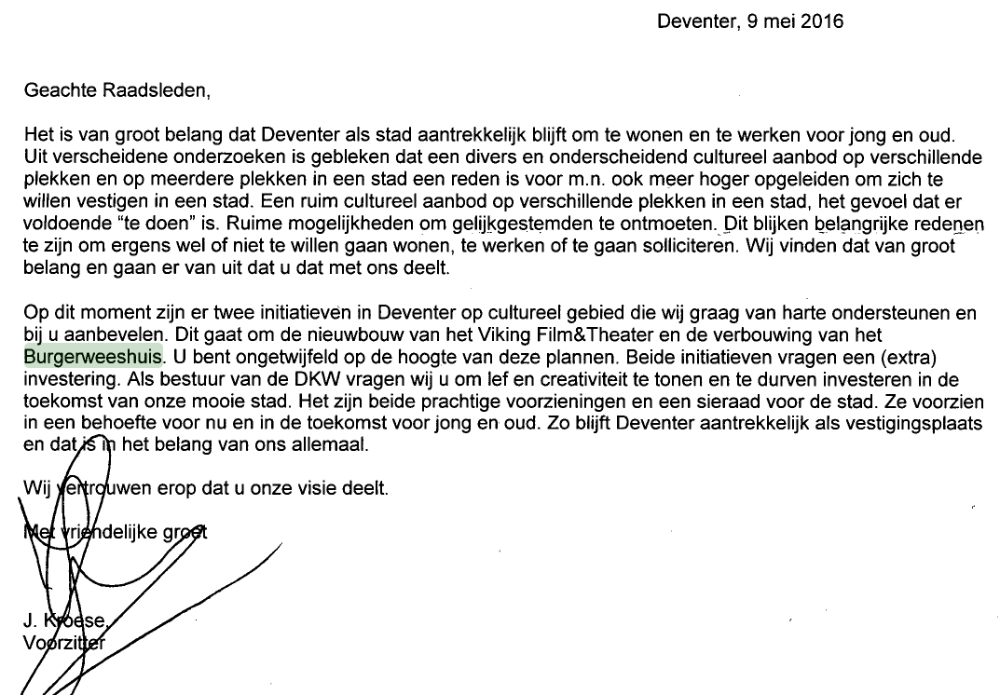 Deventer, 9 mei 2016
Geachte Raadsleden,
Het is van groot belang dat Deventer als stad aantrekkelijk blijft om te wonen en te werken voor jong en oud.
Uit verscheidene onderzoeken is gebleken dat een divers en onderscheidend cultureel aanbod op verschillende
plekken en op meerdere plekken in een stad een reden is voor m.n. ook meer hoger opgeleiden om zich te
willen vestigen in een stad. Een ruim cultureel aanbod op verschillende plekken in een stad, het gevoel dat er
voldoende “te doen” is. Ruime mogelijkheden om gelijkgestemden te ontmoeten. Dit blijken belangrijke redenen
te zijn om ergens wel of niet te willen gaan wonen, te werken of te gaan solliciteren. Wij vinden dat van groot
belang en gaan er van uit dat u dat met ons deelt.
Op dit moment zijn er twee initiatieven in Deventer op cultureel gebied die wij graag van harte ondersteunen en
bij u aanbevelen. Dit gaat om de nieuwbouw van het Viking Film&Theater en de verbouwing van het
Burgerweeshuis. U bent ongetwijfeld op de hoogte van deze plannen. Beide initiatieven vragen een (extra)
investering. Als bestuur van de DKW vragen wij u om lef en creativiteit te tonen en te durven investeren in de
toekomst van onze mooie stad. Het zijn beide prachtige voorzieningen en een sieraad voor de stad. Ze voorzien
in een behoefte voor nu en in de toekomst voor jong en oud. Zo blijft Deventer aantrekkelijk als vestigingsplaats
en dat is in het belang van ons allemaal.
Wij vertrouwen erop dat u onze visie deelt.
Met vriendelijke groet
J. Kroese,
Voorzitter